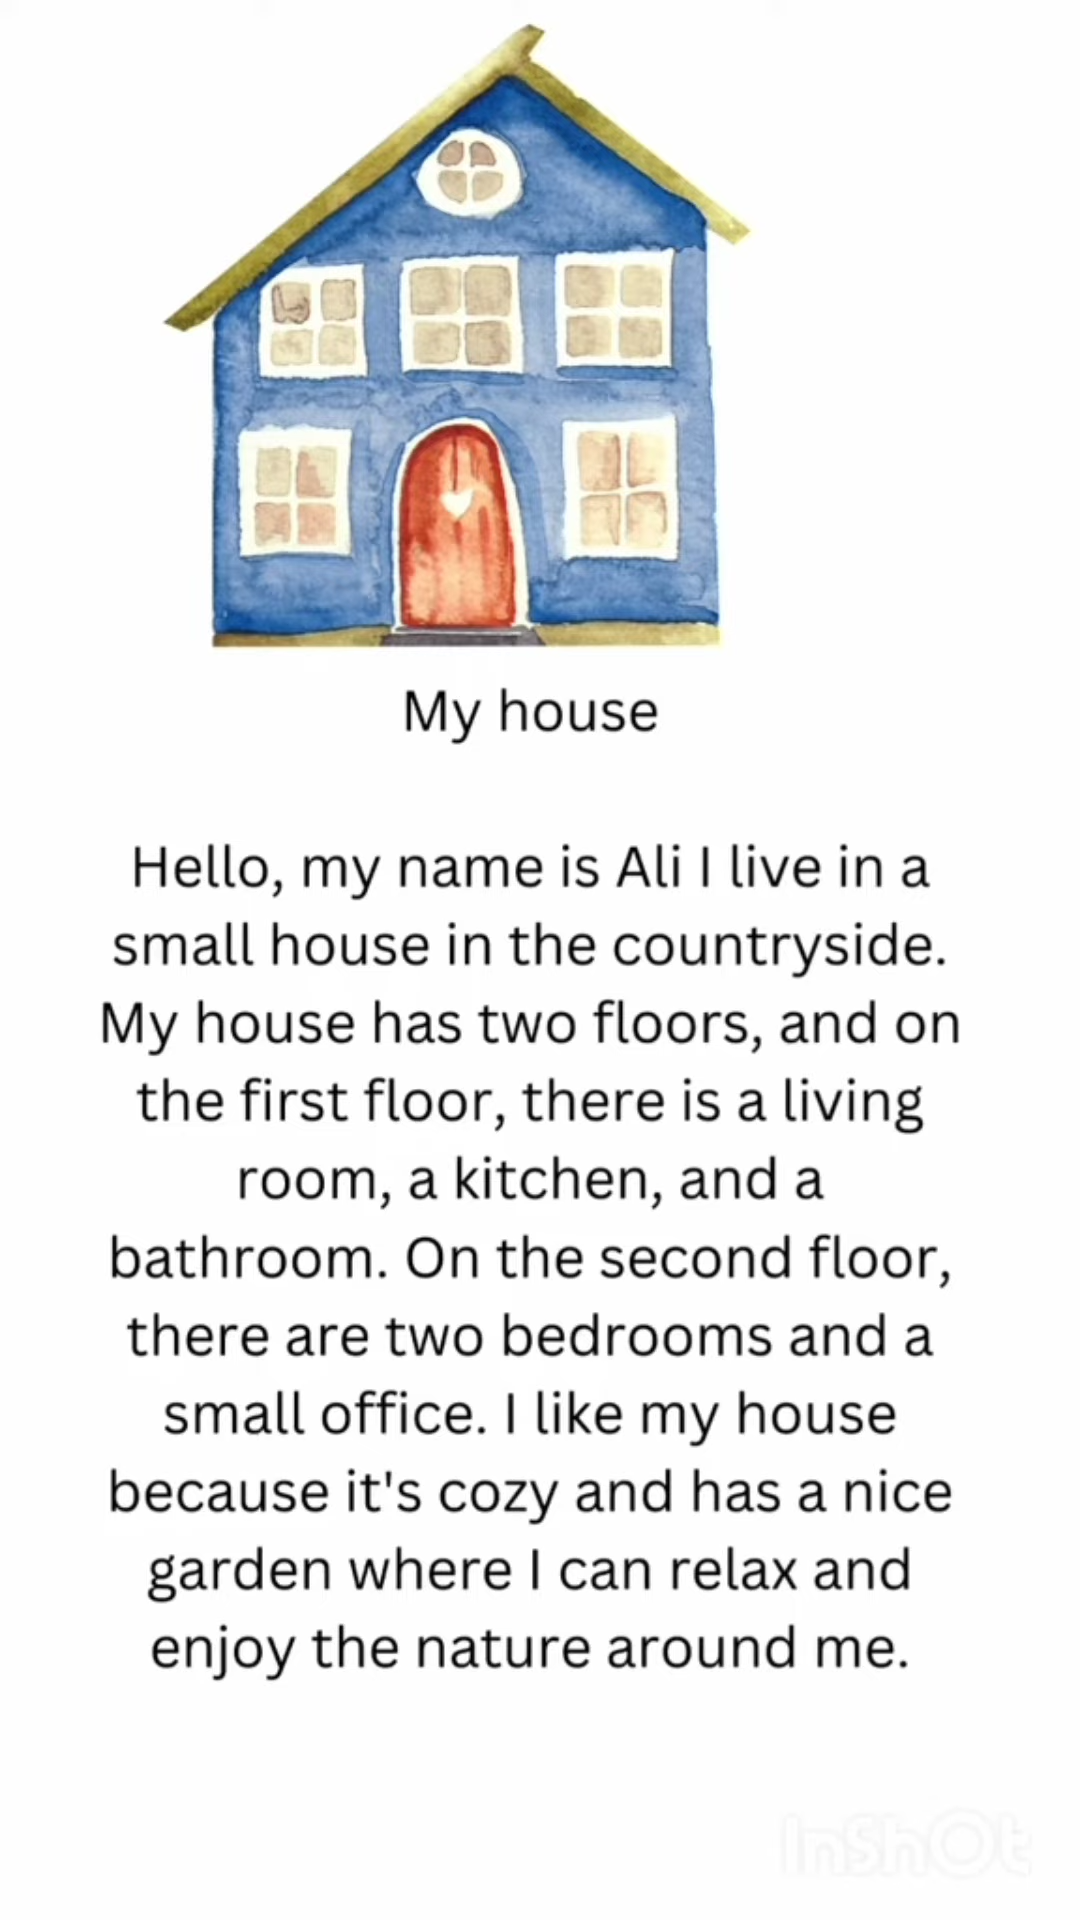 My house
Hello, my name is Ali I live in a
small house in the countryside.
My house has two floors, and on
the first floor, there is a living
room, a kitchen, and a
bathroom. On the second floor,
there are two bedrooms and a
small office. I like my house
because it's cozy and has a nice
garden where I can relax and
enjoy the nature around me.
InShOt